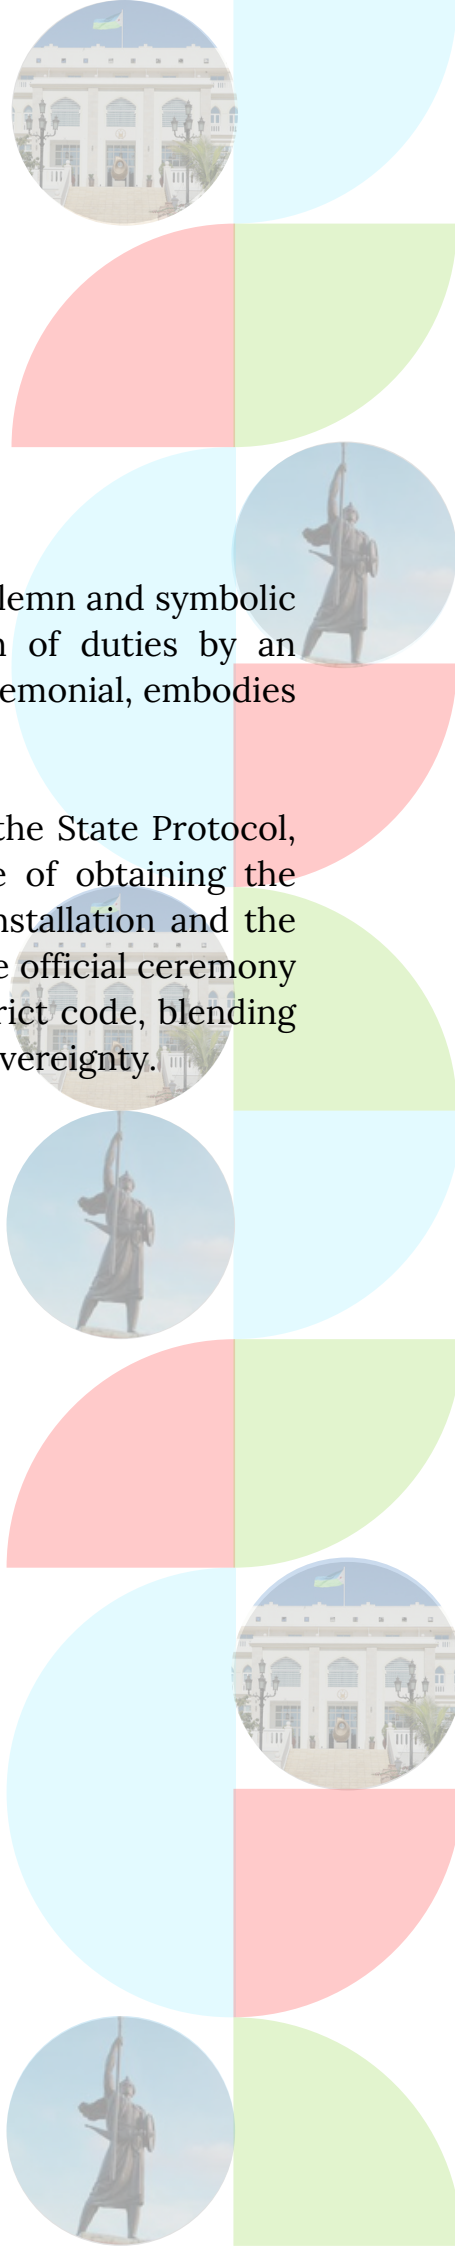 lemn and symbolic
n of duties by an
emonial, embodies
the State Protocol,
e of obtaining the
nstallation and the
e official ceremony
rict code, blending
vereignty.